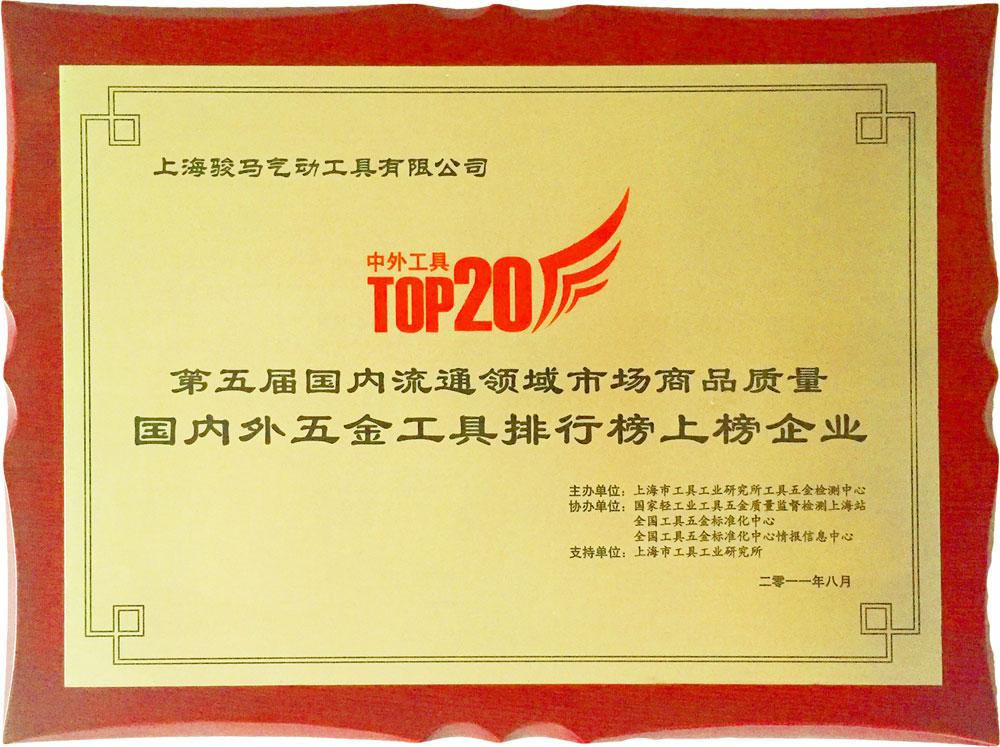 上海骏马气动工具有限公司
中外工具
TOP20
第五届国内流通领域市场商品质量
国内外五金工具排行榜上榜企业
主办单位：上海市工具工业研究所工具五金检测中心
协办单位：国家轻工业工具五金质量监督检测上海站
全国工具五金标准化中心
全国工具五金标准化中心情报信息中心
支持单位：上海市工具工业研究所
二零一一年八月